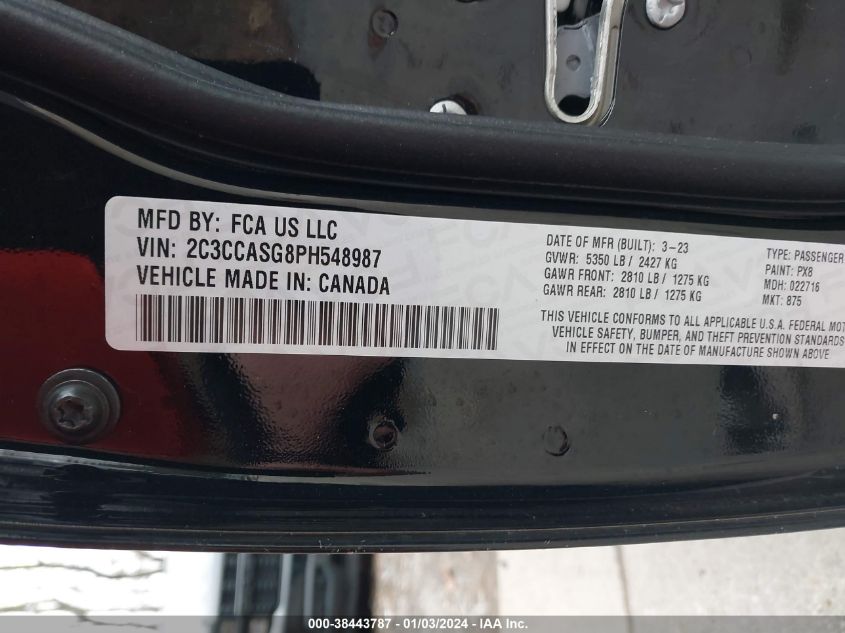 MFD BY: FCA US LLC
VIN: 2C3CCASG8PH548987
VEHICLE MADE IN: CANADA
DATE OF MFR (BUILT): 3-23
GVWR: 5350 LB / 2427 KG
GAWR FRONT: 2810 LB / 1275 KG
GAWR REAR: 2810 LB / 1275 KG
TYPE: PASSENGER
PAINT: PX8
MDH: 022716
MKT: 875
THIS VEHICLE CONFORMS TO ALL APPLICABLE U.S.A. FEDERAL MOT
VEHICLE SAFETY, BUMPER, AND THEFT PREVENTION STANDARDS
IN EFFECT ON THE DATE OF MANUFACTURE SHOWN ABOVE
000-38443787 - 01/03/2024 - IAAI Inc.